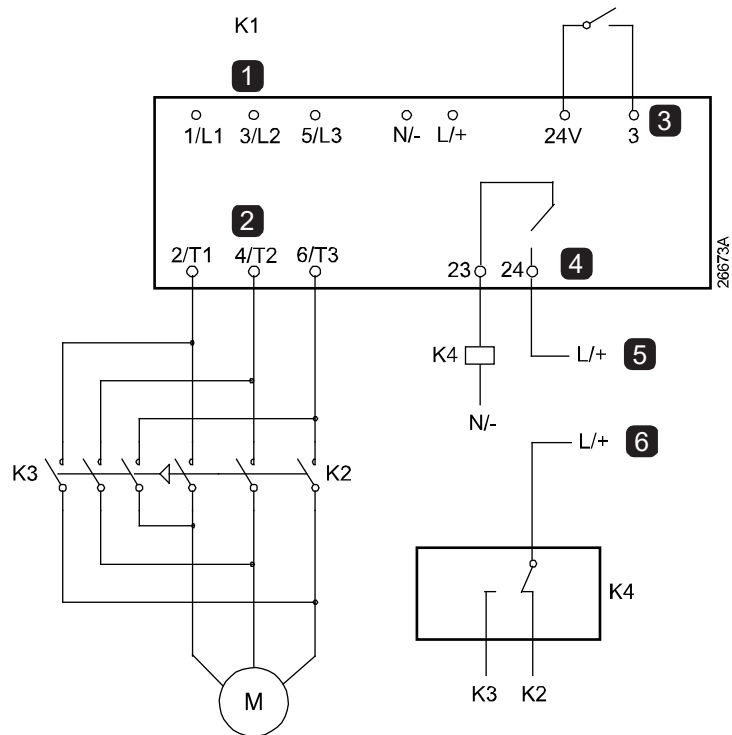 K1
1
1/L1 3/L2 5/L3 N/- L/+ 24V 3 3
2
2/T1 4/T2 6/T3 23 24 4
26673A
K4 L/+ 5
N/-
L/+ 6
K3 K2
K4
K3 K2
M